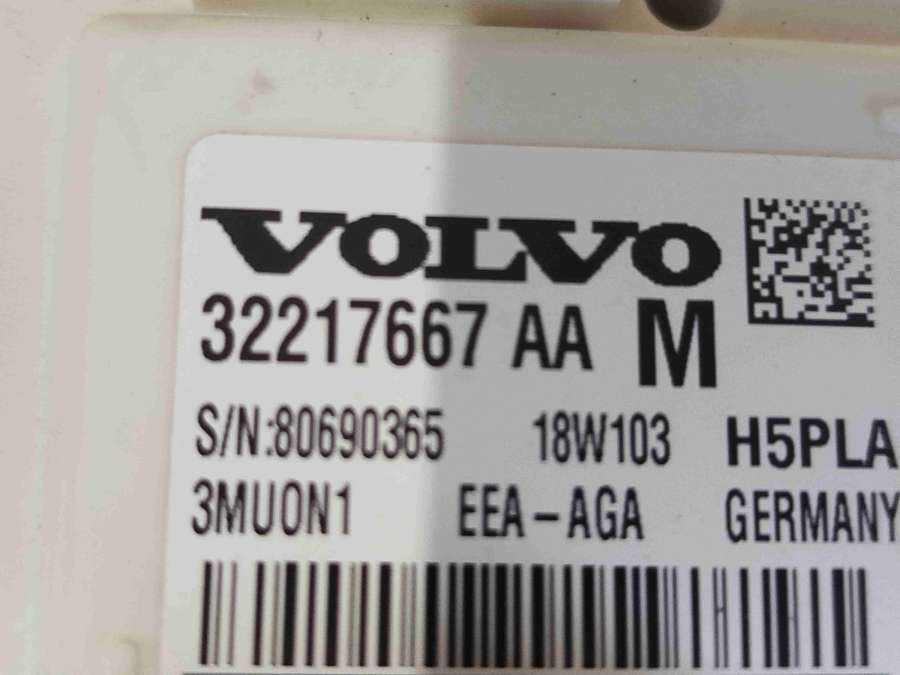 VOLVO
32217667 AA M
S/N:80690365 18W103 H5PLA
3MUON1 EEA-AGA GERMANY